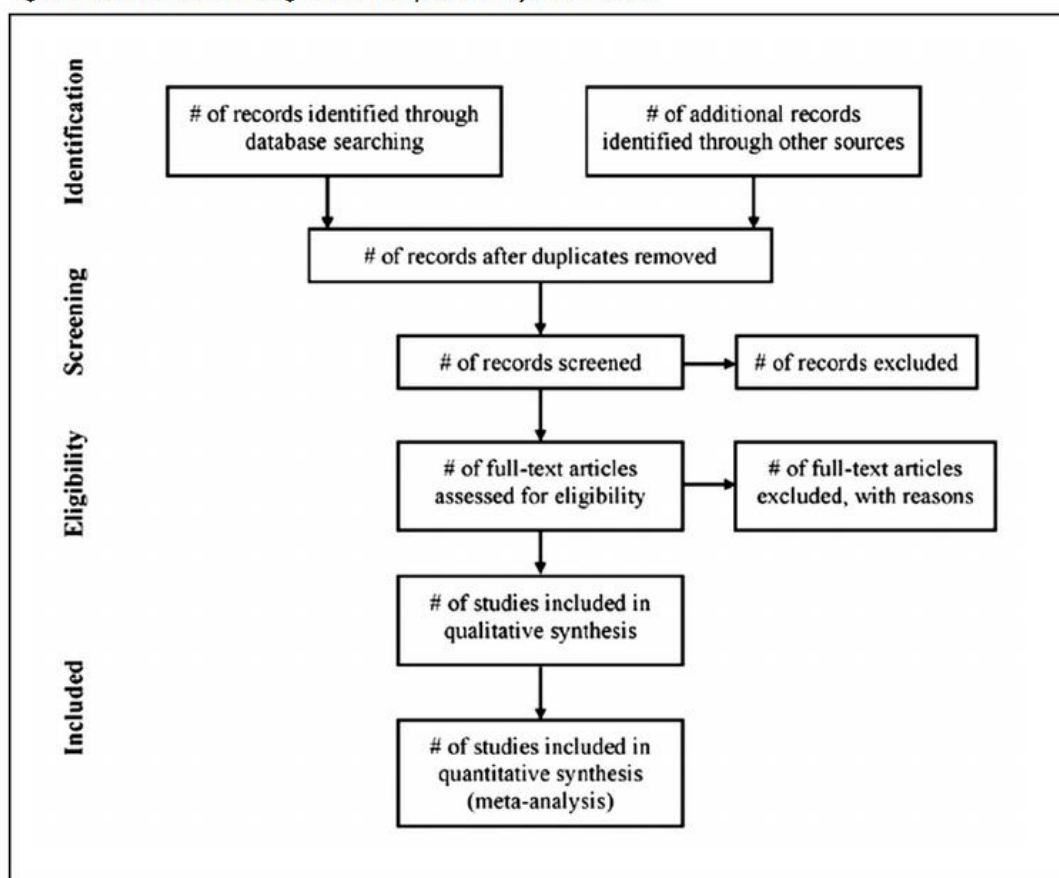 Identification
# of records identified through
database searching
# of additional records
identified through other sources
# of records after duplicates removed
Screening
# of records screened
# of records excluded
Eligibility
# of full-text articles
assessed for eligibility
# of full-text articles
excluded, with reasons
Included
# of studies included in
qualitative synthesis
# of studies included in
quantitative synthesis
(meta-analysis)